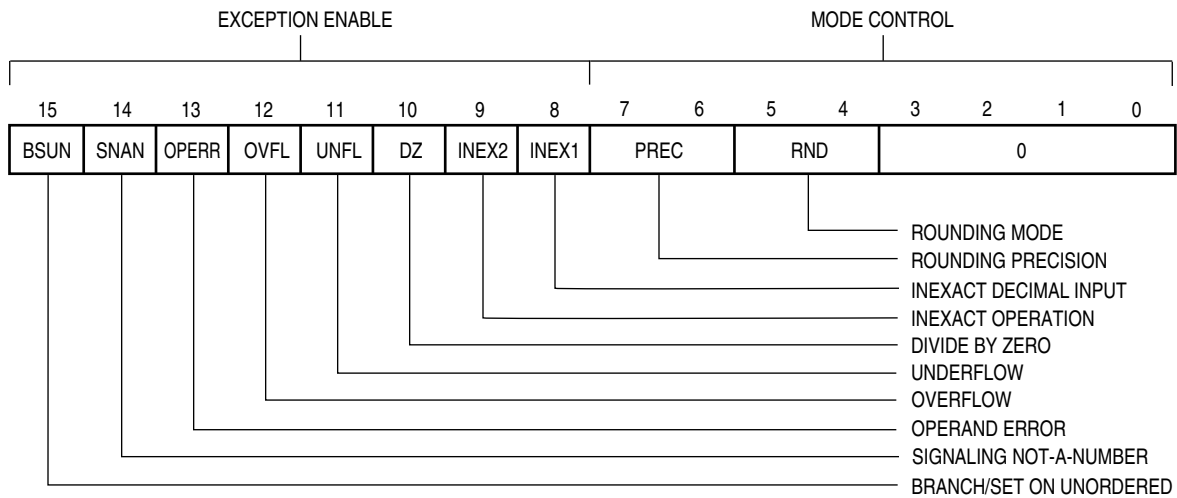 EXCEPTION ENABLE MODE CONTROL
15 14 13 12 11 10 9 8 7 6 5 4 3 2 1 0
BSUN SNAN OPERR OVFL UNFL DZ INEX2 INEX1 PREC RND 0
ROUNDING MODE
ROUNDING PRECISION
INEXACT DECIMAL INPUT
INEXACT OPERATION
DIVIDE BY ZERO
UNDERFLOW
OVERFLOW
OPERAND ERROR
SIGNALING NOT-A-NUMBER
BRANCH/SET ON UNORDERED